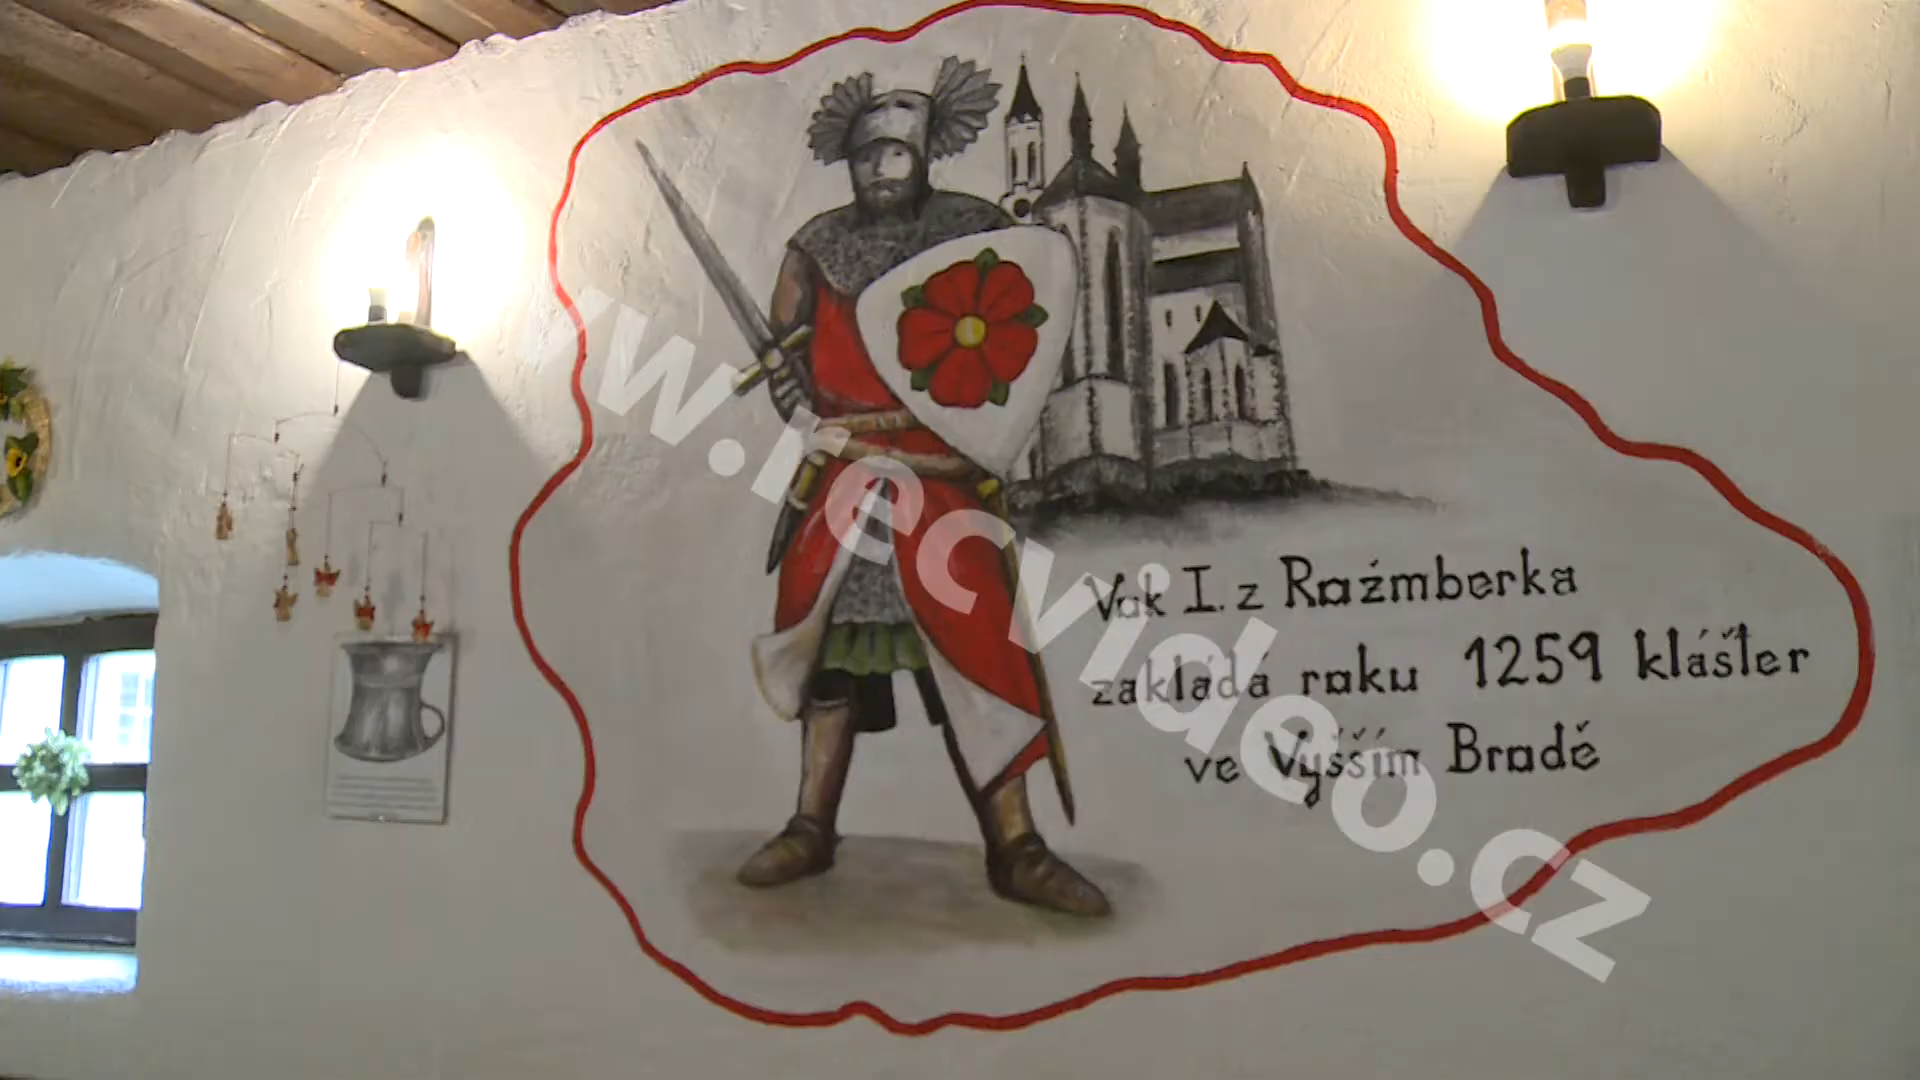 Vok I. z Rožmberka
zakládá roku 1259 klášter
ve Vyšším Brodě
www.recvideo.cz